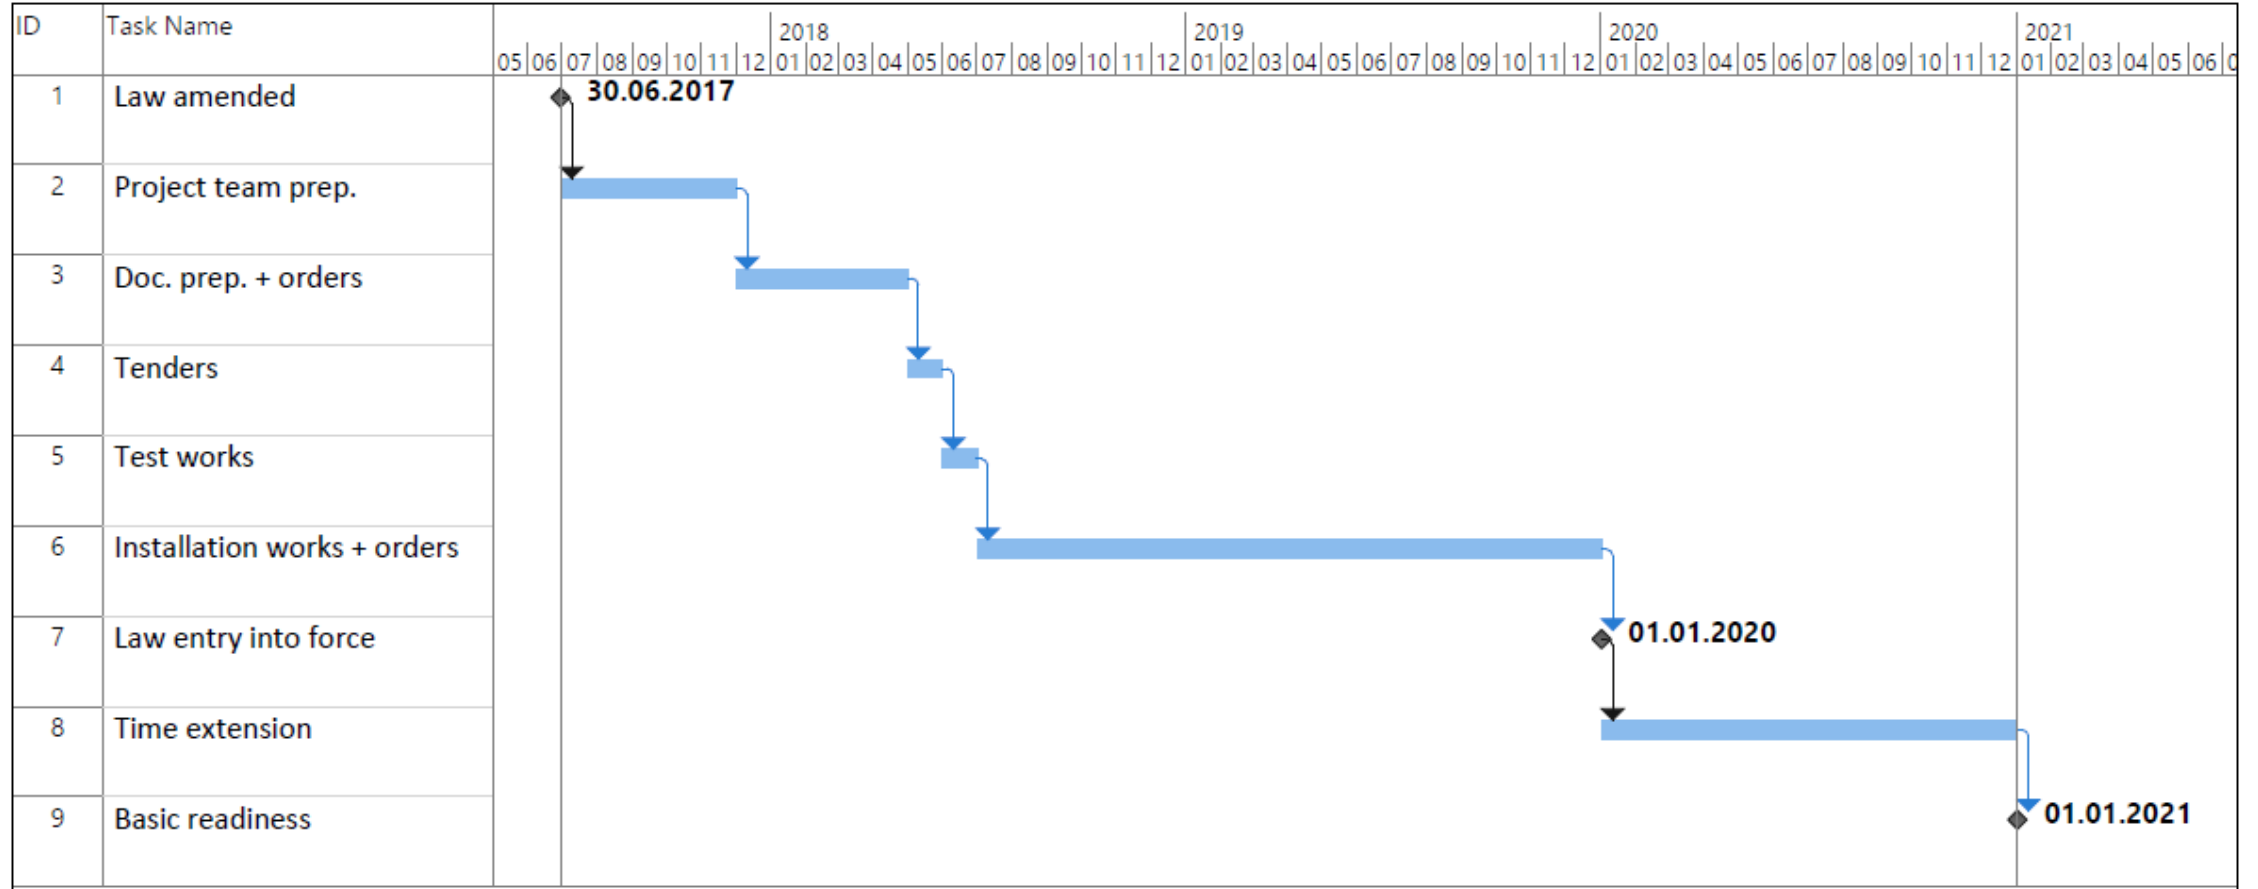 ID Task Name 2018 2019 2020 2021
05 06 07 08 09 10 11 12 01 02 03 04 05 06 07 08 09 10 11 12 01 02 03 04 05 06 07 08 09 10 11 12 01 02 03 04 05 06 07 08 09 10 11 12 01 02 03 04 05 06
1 Law amended 30.06.2017
2 Project team prep.
3 Doc. prep. + orders
4 Tenders
5 Test works
6 Installation works + orders
7 Law entry into force 01.01.2020
8 Time extension
9 Basic readiness 01.01.2021